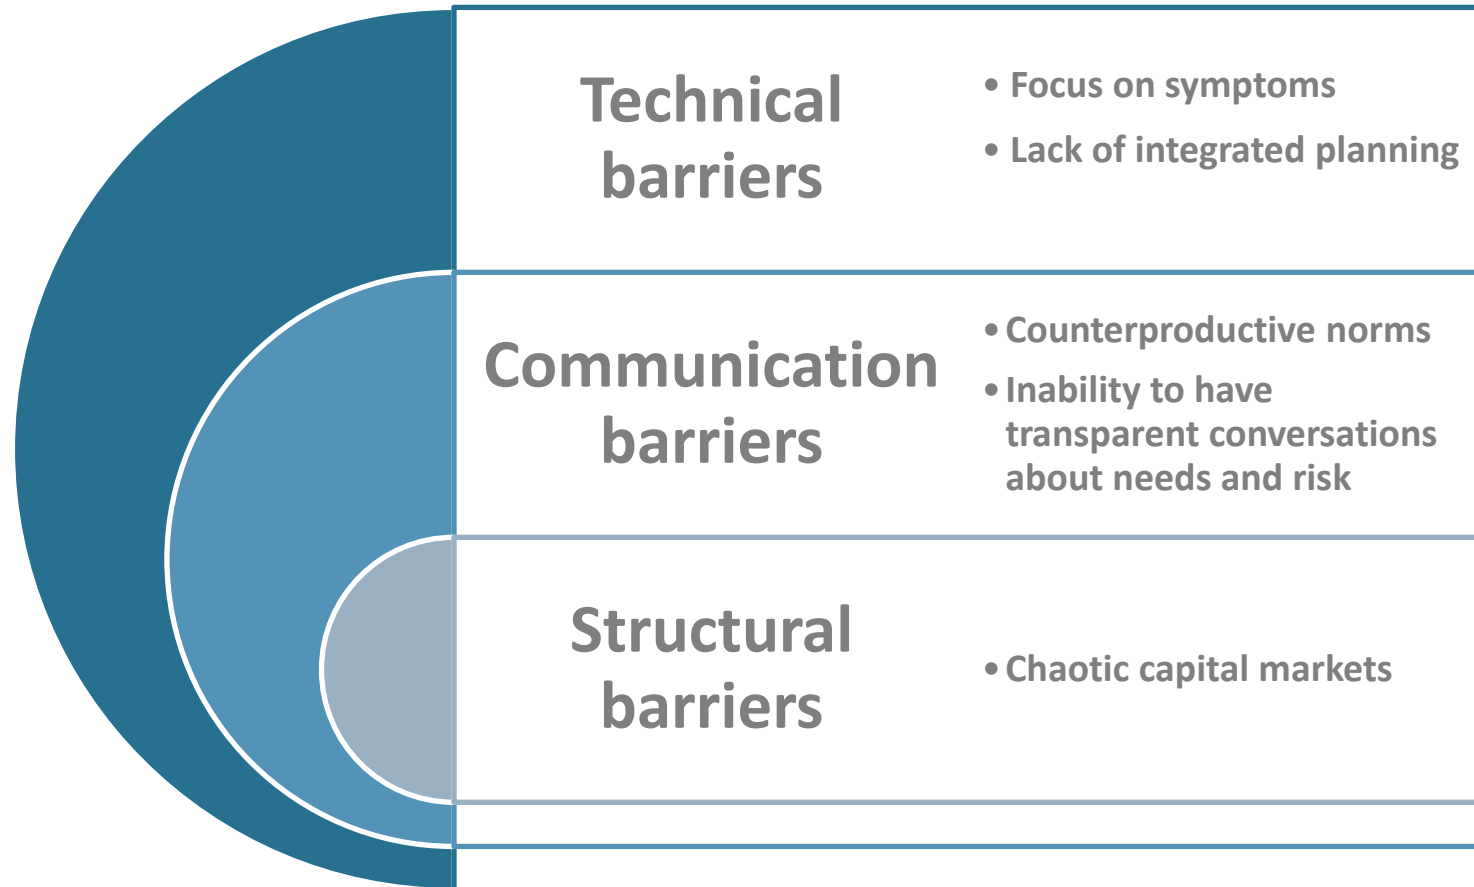 Technical
barriers
• Focus on symptoms
• Lack of integrated planning
Communication
barriers
• Counterproductive norms
• Inability to have
transparent conversations
about needs and risk
Structural
barriers
• Chaotic capital markets